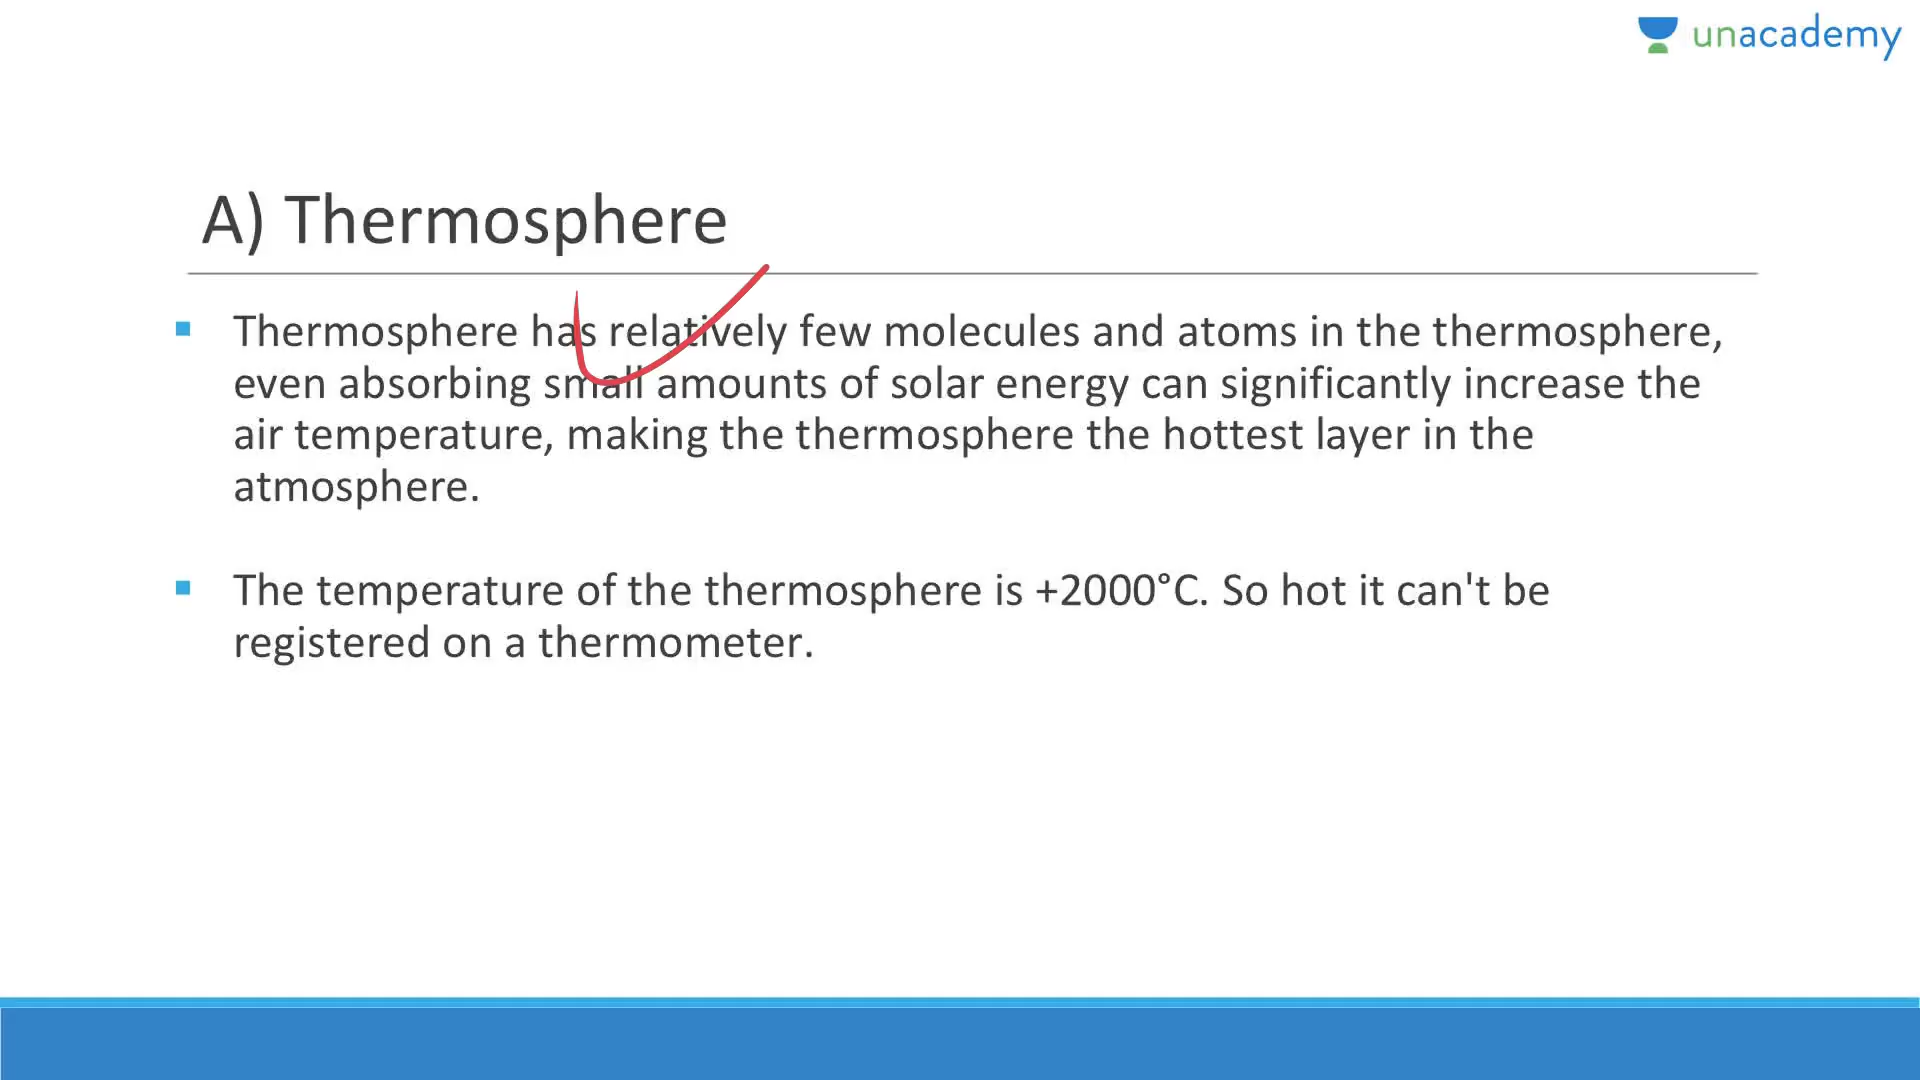 unacademy
A) Thermosphere
Thermosphere has relatively few molecules and atoms in the thermosphere,
even absorbing small amounts of solar energy can significantly increase the
air temperature, making the thermosphere the hottest layer in the
atmosphere.
The temperature of the thermosphere is +2000°C. So hot it can't be
registered on a thermometer.